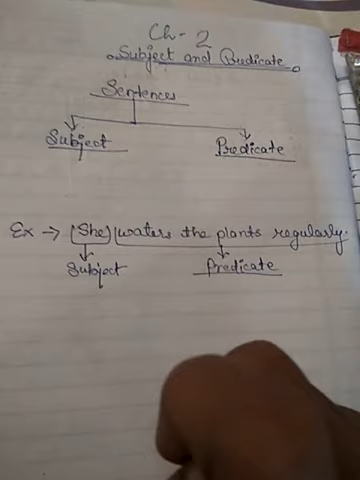 Ch- 2
Subject and Predicate
Sentences
Subject Predicate
Ex → (She) (waters the plants regularly.
Subject Predicate